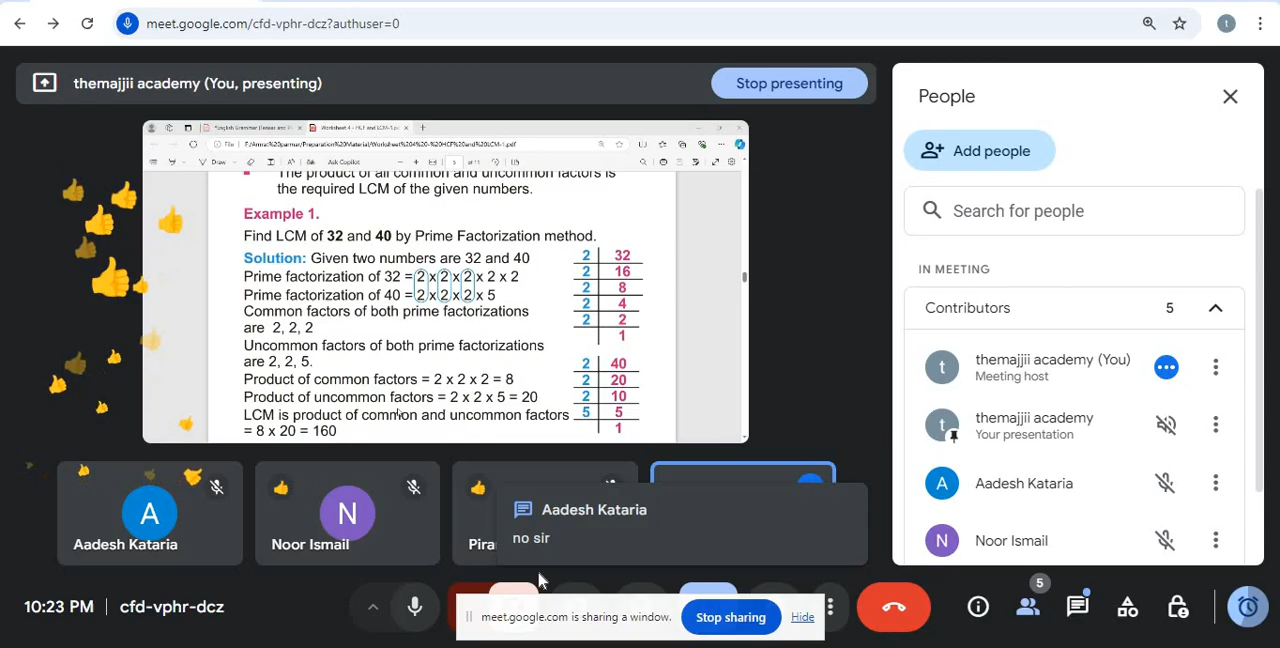 meet.google.com/cfd-vphr-dcz?authuser=0
themajjii academy (You, presenting)
Stop presenting
People
Add people
Search for people
IN MEETING
Contributors 5
themajjii academy (You)
Meeting host
themajjii academy
Your presentation
Aadesh Kataria
Noor Ismail
Draw
Ask Copilot
The product of all common and uncommon factors is
the required LCM of the given numbers.
Example 1.
Find LCM of 32 and 40 by Prime Factorization method.
Solution: Given two numbers are 32 and 40
Prime factorization of 32 = 2 x 2 x 2 x 2 x 2
Prime factorization of 40 = 2 x 2 x 2 x 5
Common factors of both prime factorizations
are 2, 2, 2
Uncommon factors of both prime factorizations
are 2, 2, 5.
Product of common factors = 2 x 2 x 2 = 8
Product of uncommon factors = 2 x 2 x 5 = 20
LCM is product of common and uncommon factors
= 8 x 20 = 160
2 32
2 16
2 8
2 4
2 2
1
2 40
2 20
2 10
5 5
1
A
Aadesh Kataria
N
Noor Ismail
Pira
Aadesh Kataria
no sir
10:23 PM cfd-vphr-dcz
meet.google.com is sharing a window.
Stop sharing
Hide
5